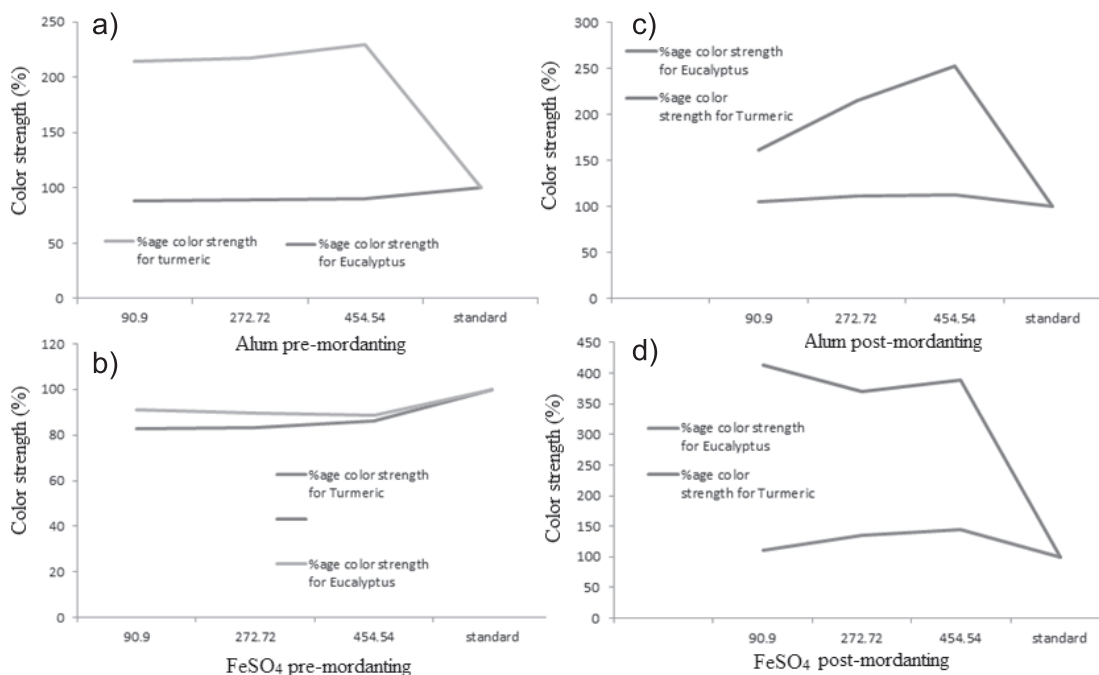 a)
Color strength (%)
250
200
150
100
50
0
%age color strength
for turmeric
%age color strength
for Eucalyptus
90.9 272.72 454.54 standard
Alum pre-mordanting
b)
Color strength (%)
120
100
80
60
40
20
0
%age color strength
for Turmeric
%age color strength
for Eucalyptus
90.9 272.72 454.54 standard
FeSO4 pre-mordanting
c)
Color strength (%)
300
250
200
150
100
50
0
%age color strength
for Eucalyptus
%age color
strength for Turmeric
90.9 272.72 454.54 standard
Alum post-mordanting
d)
Color strength (%)
450
400
350
300
250
200
150
100
50
0
%age color strength
for Eucalyptus
%age color
strength for Turmeric
90.9 272.72 454.54 standard
FeSO4 post-mordanting